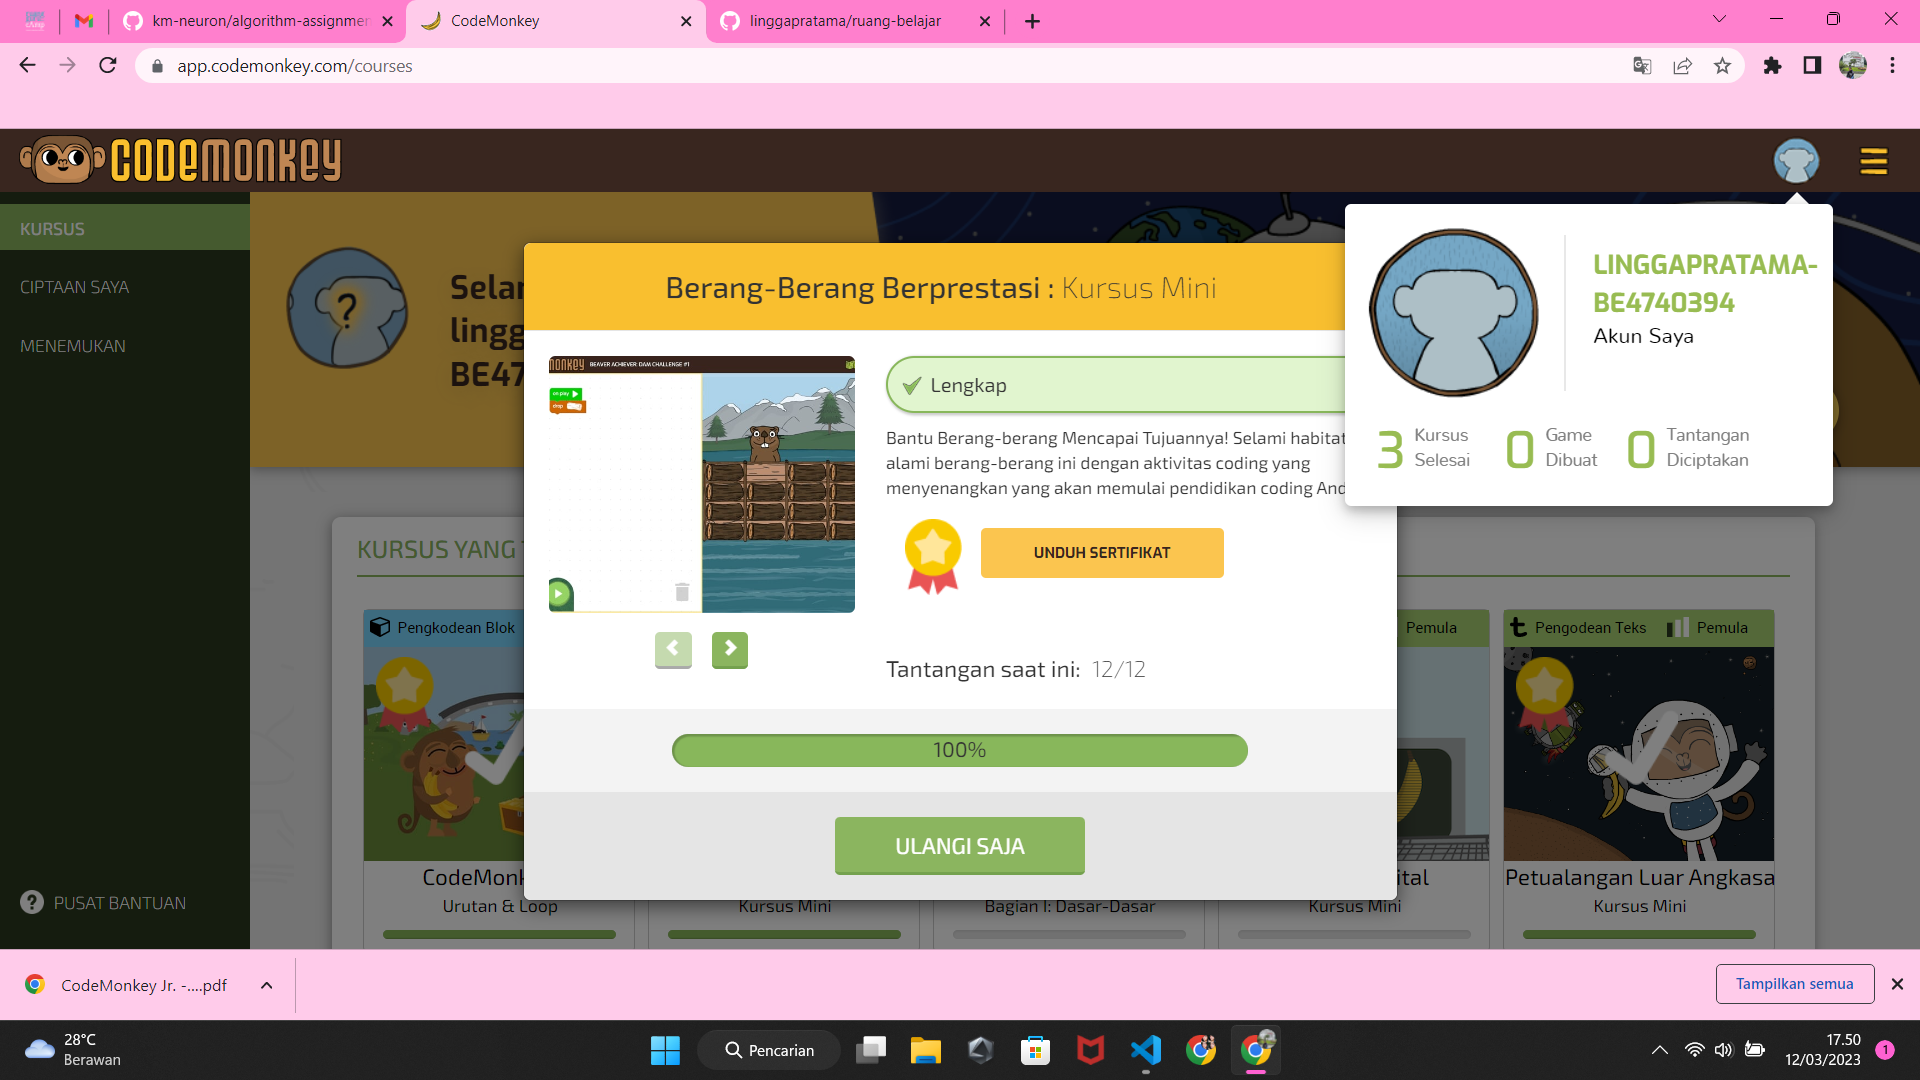 km-neuron/algorithm-assignmen
CodeMonkey
linggapratama/ruang-belajar
app.codemonkey.com/courses
CODEMONKEY
KURSUS
CIPTAAN SAYA
MENEMUKAN
PUSAT BANTUAN
Selar
lingg
BE47
Berang-Berang Berprestasi : Kursus Mini
BEAVER ACHIEVER: DAM CHALLENGE #1
on play
drop
Lengkap
Bantu Berang-berang Mencapai Tujuannya! Selami habitat
alami berang-berang ini dengan aktivitas coding yang
menyenangkan yang akan memulai pendidikan coding And
UNDUH SERTIFIKAT
Tantangan saat ini: 12/12
100%
ULANGI SAJA
LINGGAPRATAMA-
BE4740394
Akun Saya
3 Kursus Selesai
0 Game Dibuat
0 Tantangan Diciptakan
KURSUS YANG
Pengkodean Blok
Pemula
Pengodean Teks
Pemula
CodeMonk
Urutan & Loop
Kursus Mini
Bagian I: Dasar-Dasar
ital
Kursus Mini
Petualangan Luar Angkasa
Kursus Mini
CodeMonkey Jr. -....pdf
Tampilkan semua
28°C
Berawan
Pencarian
17.50
12/03/2023
1